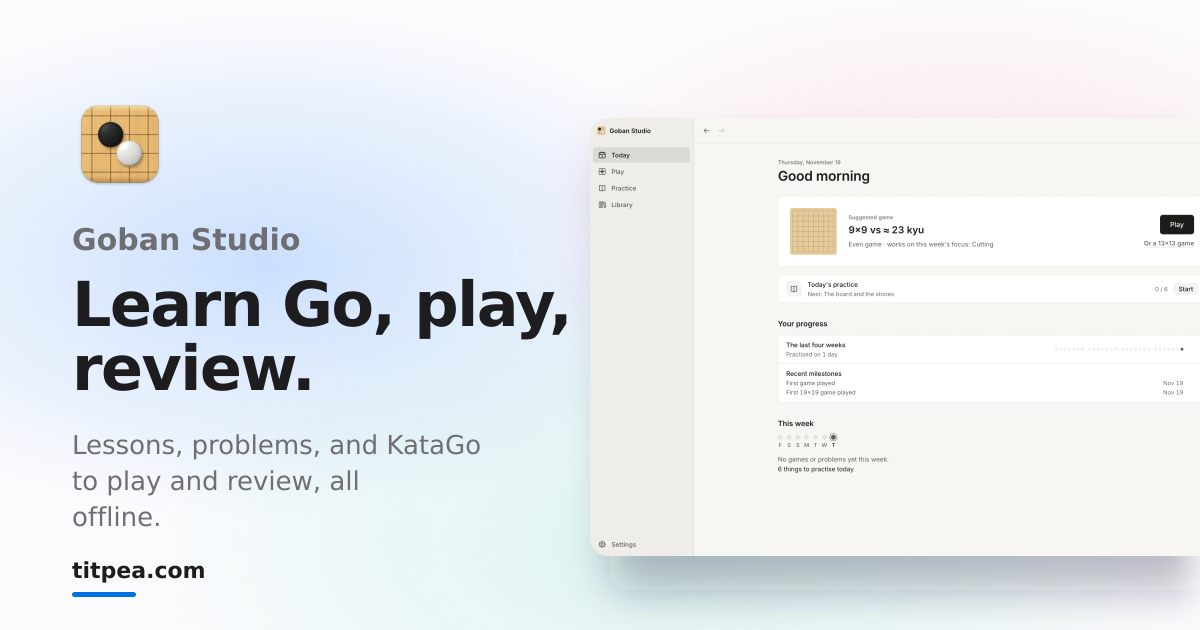 Goban Studio
Learn Go, play,
review.
Lessons, problems, and KataGo
to play and review, all
offline.
titpea.com
Goban Studio
Today
Play
Practice
Library
Settings
Thursday, November 19
Good morning
Suggested game
9×9 vs ≈ 23 kyu
Even game · works on this week's focus: Cutting
Play
Or a 13×13 game
Today's practice
Next: The board and the stones
0 / 6
Start
Your progress
The last four weeks
Practised on 1 day
Recent milestones
First game played
Nov 19
First 19×19 game played
Nov 19
This week
F S S M T W T
No games or problems yet this week.
6 things to practise today